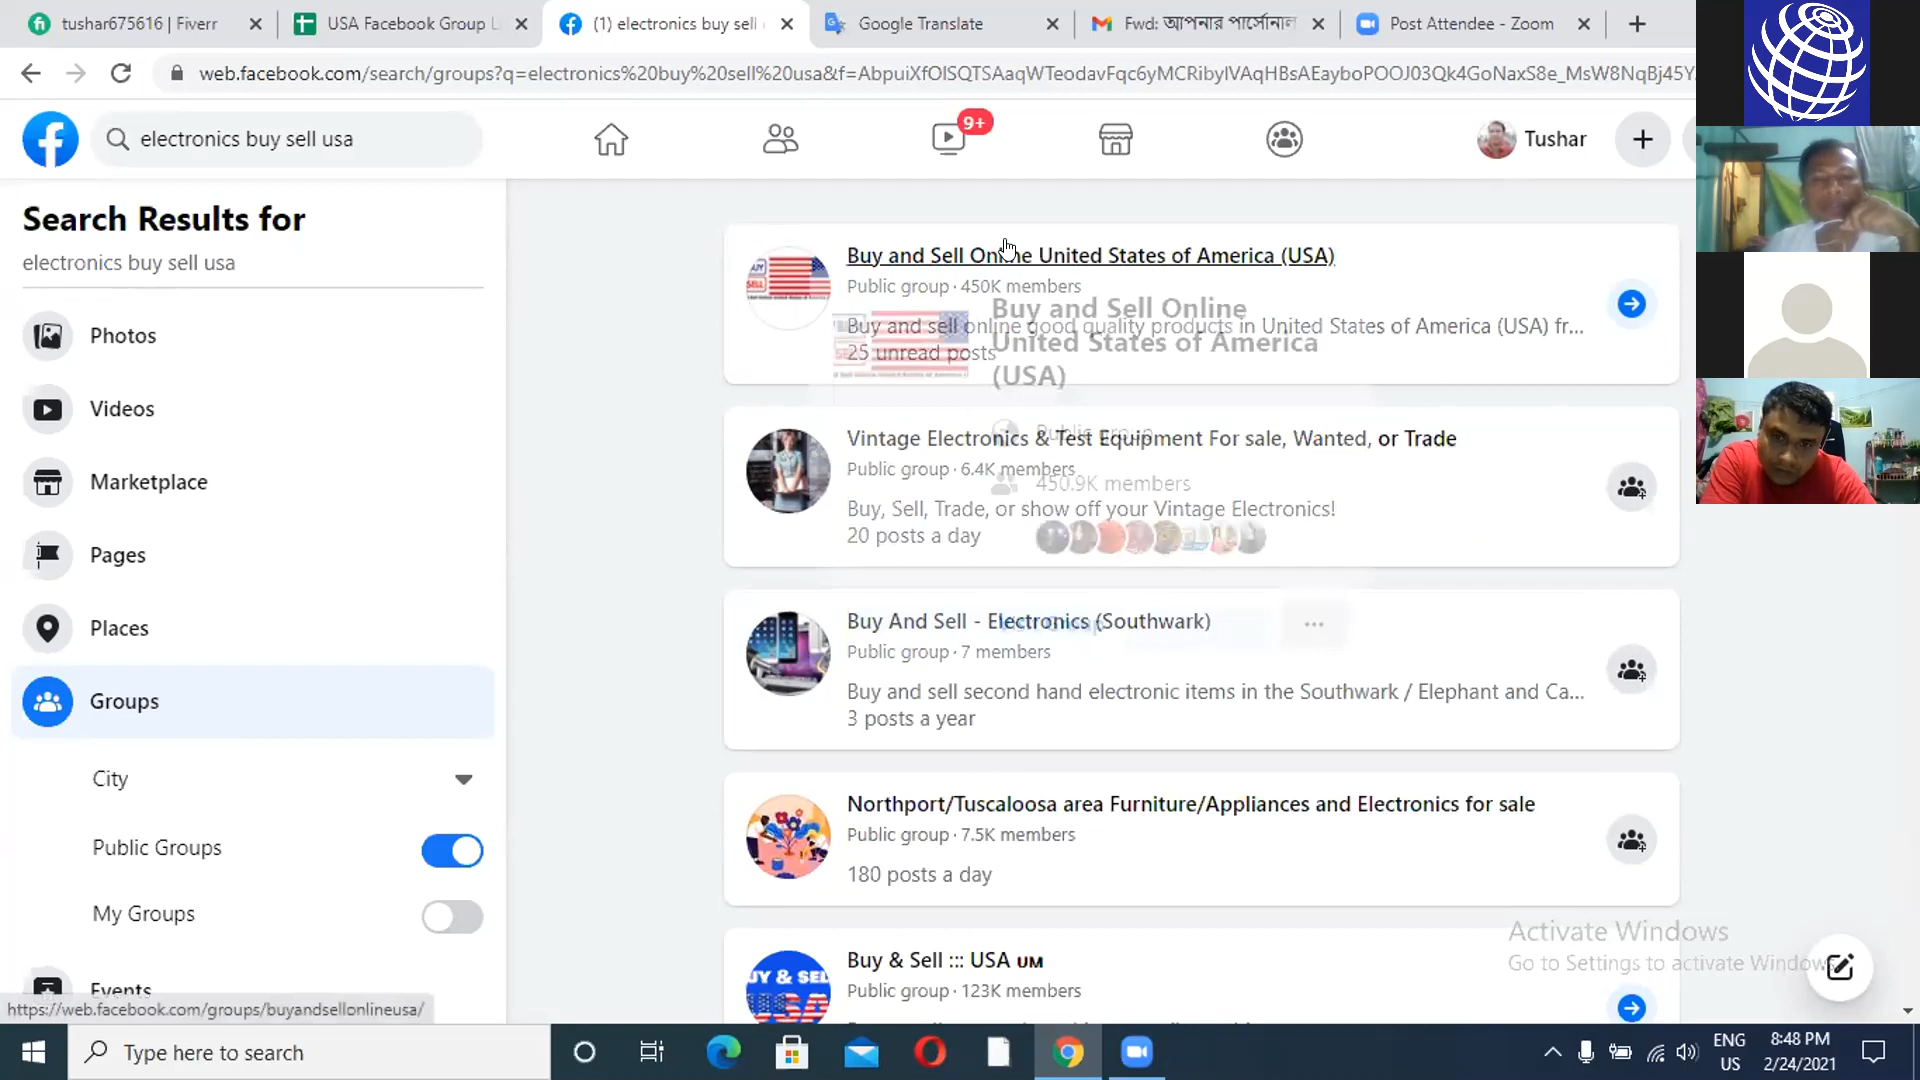 tushar675616 | Fiverr
USA Facebook Group L
(1) electronics buy sell
Google Translate
Fwd: আপনার পার্সোনাল
Post Attendee - Zoom
web.facebook.com/search/groups?q=electronics%20buy%20sell%20usa&f=
electronics buy sell usa
9+
Tushar
Search Results for
electronics buy sell usa
Photos
Videos
Marketplace
Pages
Places
Groups
City
Public Groups
My Groups
Events
https://web.facebook.com/groups/buyandsellonlineusa/
Buy and Sell Online United States of America (USA)
Public group · 450K members
Buy and sell online good quality products in United States of America (USA) fr...
25 unread posts
Buy and Sell Online
United States of America
(USA)
Public group
450.9K members
Vintage Electronics & Test Equipment For sale, Wanted, or Trade
Public group · 6.4K members
Buy, Sell, Trade, or show off your Vintage Electronics!
20 posts a day
Buy And Sell - Electronics (Southwark)
Public group · 7 members
Buy and sell second hand electronic items in the Southwark / Elephant and Ca...
3 posts a year
Northport/Tuscaloosa area Furniture/Appliances and Electronics for sale
Public group · 7.5K members
180 posts a day
Buy & Sell ::: USA ᴜᴍ
Public group · 123K members
Activate Windows
Go to Settings to activate Windows
Type here to search
ENG
US
8:48 PM
2/24/2021